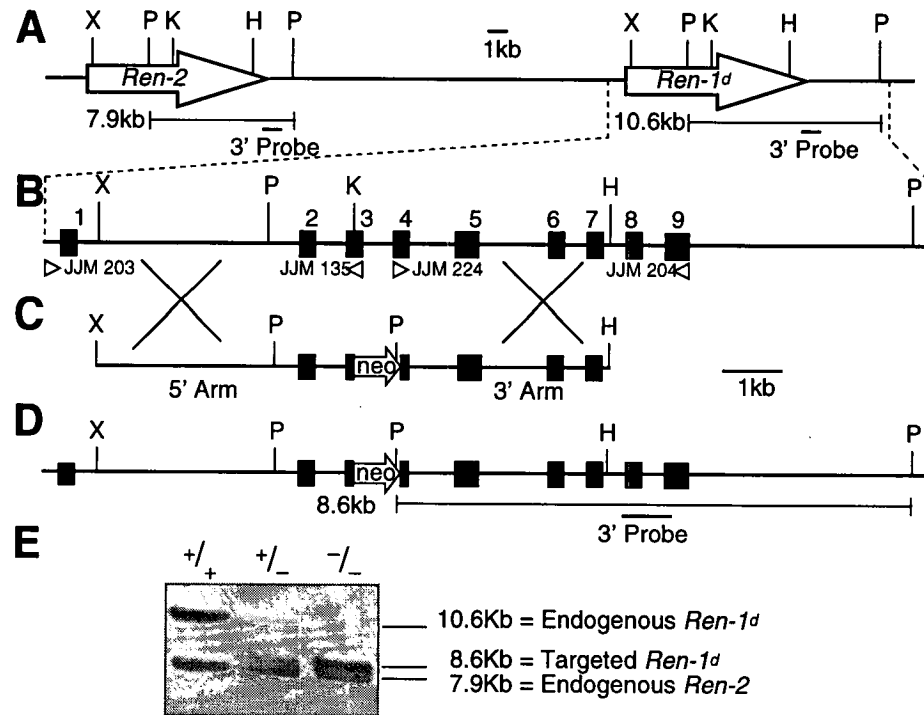 A
X P K H P 1kb X P K H P
Ren-2 Ren-1d
7.9kb 10.6kb
3' Probe 3' Probe
B
1 X P 2 K 3 4 5 6 7 H 8 9 P
JJM 203 JJM 135 JJM 224 JJM 204
C
X P P H
neo
5' Arm 3' Arm 1kb
D
X P P H P
neo
8.6kb
3' Probe
E
+/+ +/− −/−
10.6Kb = Endogenous Ren-1d
8.6Kb = Targeted Ren-1d
7.9Kb = Endogenous Ren-2